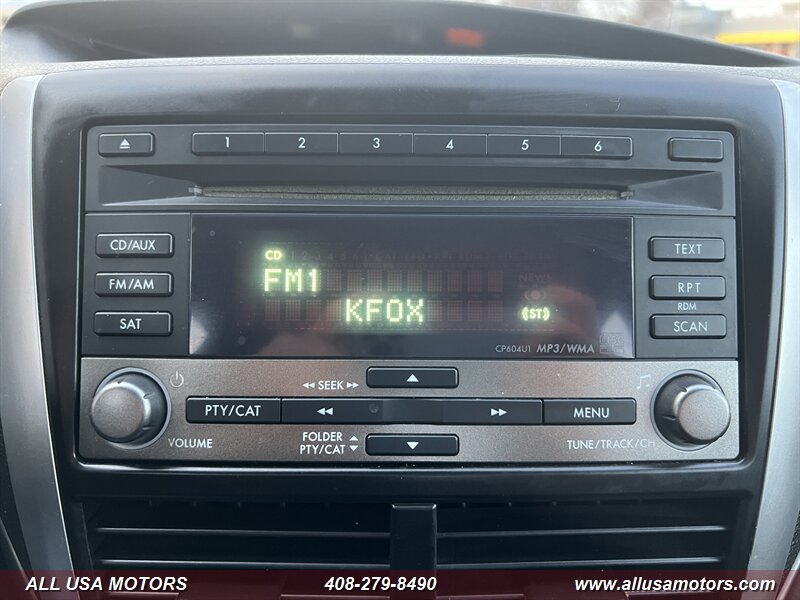 1 2 3 4 5 6
CD/AUX
FM/AM
SAT
CD
FM1
KFOX
(ST)
NEWS
CP604U1 MP3/WMA
TEXT
RPT
RDM
SCAN
SEEK
PTY/CAT
MENU
VOLUME
FOLDER
PTY/CAT
TUNE/TRACK/CH
ALL USA MOTORS 408-279-8490 www.allusamotors.com